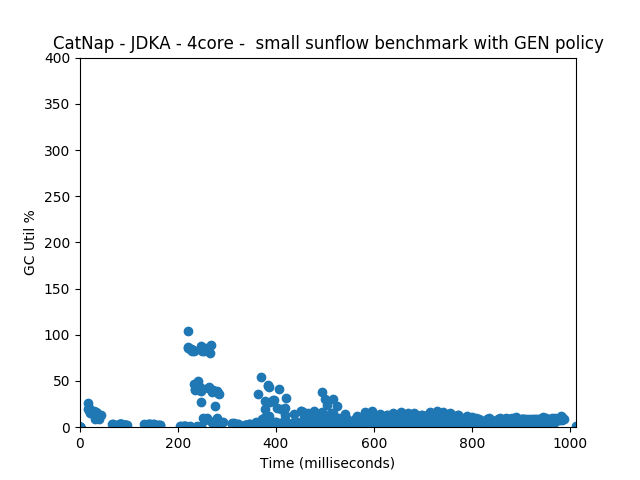 CatNap - JDKA - 4core -  small sunflow benchmark with GEN policy
400
350
300
250
200
150
100
50
0
GC Util %
0 200 400 600 800 1000
Time (milliseconds)